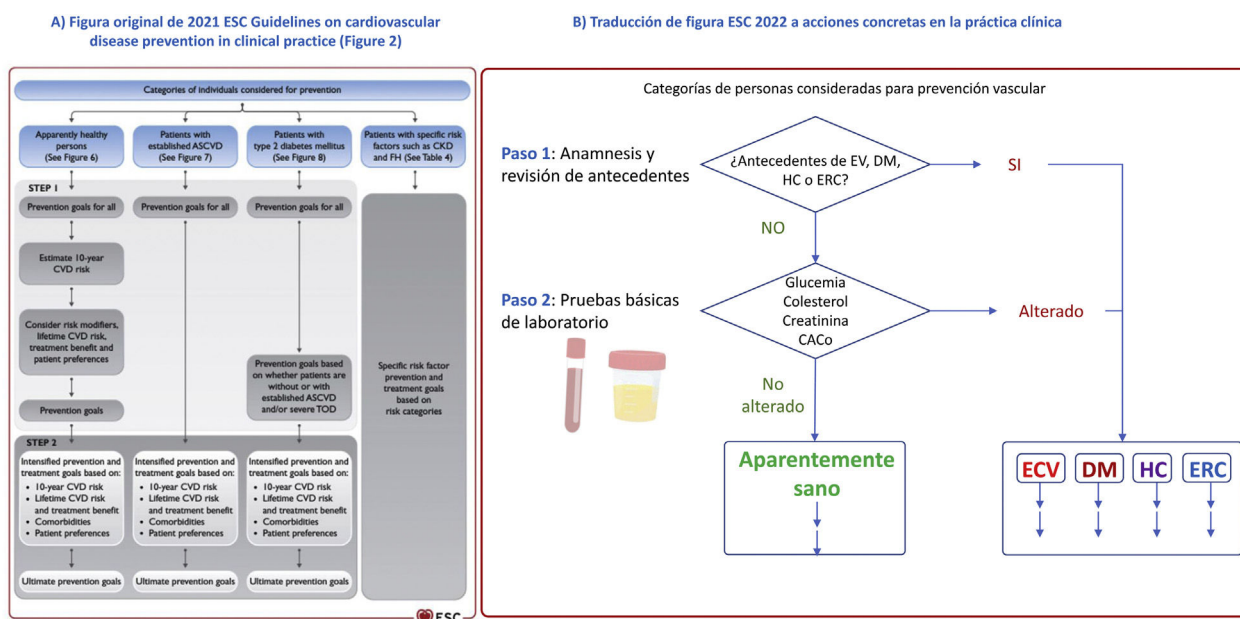 A) Figura original de 2021 ESC Guidelines on cardiovascular
disease prevention in clinical practice (Figure 2)
Categories of individuals considered for prevention
Apparently healthy
persons
(See Figure 6)
Patients with
established ASCVD
(See Figure 7)
Patients with
type 2 diabetes mellitus
(See Figure 8)
Patients with specific risk
factors such as CKD
and FH (See Table 4)
STEP 1
Prevention goals for all
Prevention goals for all
Prevention goals for all
Estimate 10-year
CVD risk
Consider risk modifiers,
lifetime CVD risk,
treatment benefit and
patient preferences
Prevention goals
Prevention goals based
on whether patients are
without or with
established ASCVD
and/or severe TOD
Specific risk factor
prevention and
treatment goals
based on
risk categories
STEP 2
Intensified prevention and
treatment goals based on:
• 10-year CVD risk
• Lifetime CVD risk
and treatment benefit
• Comorbidities
• Patient preferences
Intensified prevention and
treatment goals based on:
• 10-year CVD risk
• Lifetime CVD risk
and treatment benefit
• Comorbidities
• Patient preferences
Intensified prevention and
treatment goals based on:
• 10-year CVD risk
• Lifetime CVD risk
and treatment benefit
• Comorbidities
• Patient preferences
Ultimate prevention goals
Ultimate prevention goals
Ultimate prevention goals
ESC
B) Traducción de figura ESC 2022 a acciones concretas en la práctica clínica
Categorías de personas consideradas para prevención vascular
Paso 1: Anamnesis y
revisión de antecedentes
¿Antecedentes de EV, DM,
HC o ERC?
SI
NO
Paso 2: Pruebas básicas
de laboratorio
Glucemia
Colesterol
Creatinina
CACo
Alterado
No
alterado
Aparentemente
sano
ECV
DM
HC
ERC